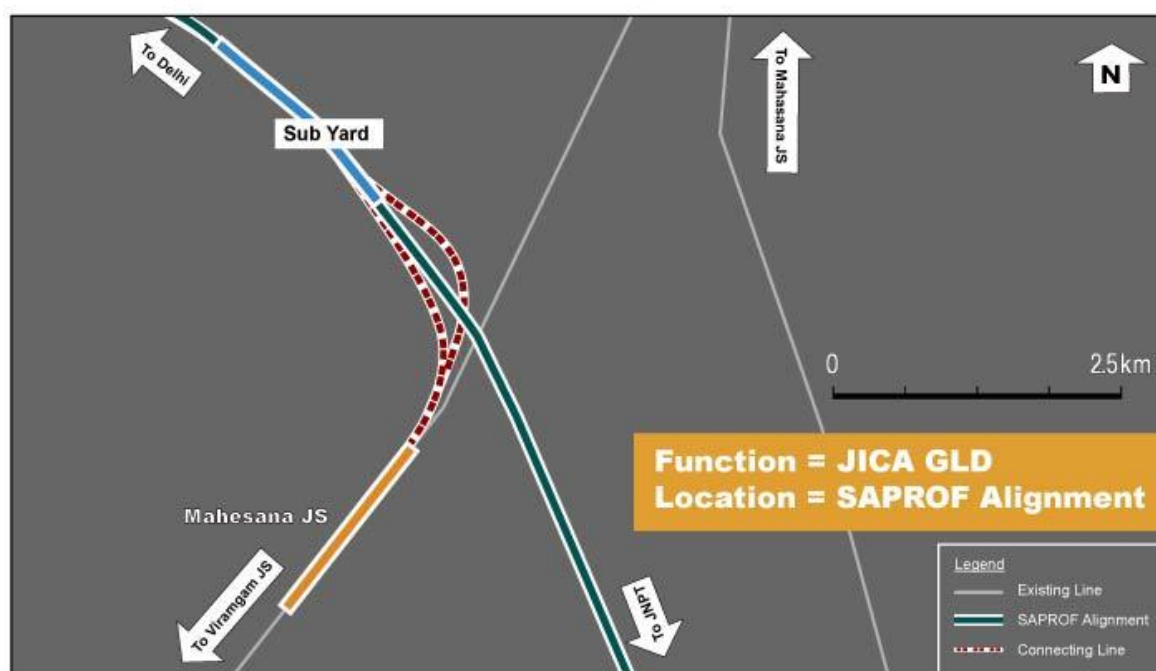 To Delhi
Sub Yard
To Mahasana JS
N
0 2.5km
Function = JICA GLD
Location = SAPROF Alignment
Mahesana JS
To Viramgam JS
To JNPT
Legend
Existing Line
SAPROF Alignment
Connecting Line